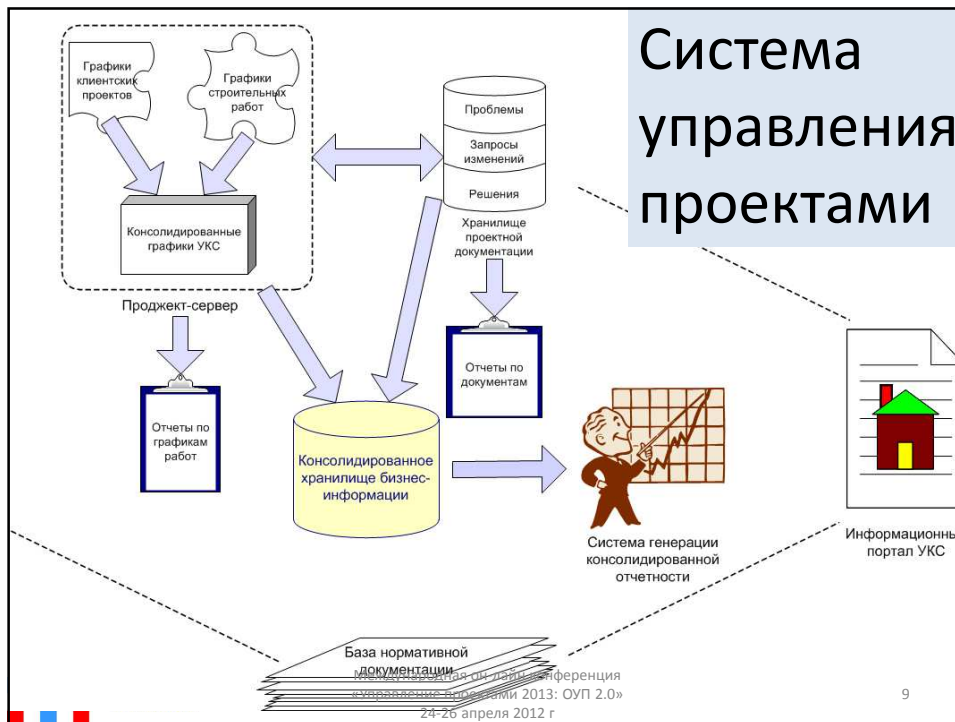 Система
управления
проектами
Графики
клиентских
проектов
Графики
строительных
работ
Консолидированные
графики УКС
Проджект-сервер
Отчеты по
графикам
работ
Проблемы
Запросы
изменений
Решения
Хранилище
проектной
документации
Отчеты по
документам
Консолидированное
хранилище бизнес-
информации
Система генерации
консолидированной
отчетности
Информационны
портал УКС
База нормативной
документации
Международная он-лайн конференция
«Управление проектами 2013: ОУП 2.0»
24-26 апреля 2012 г
9